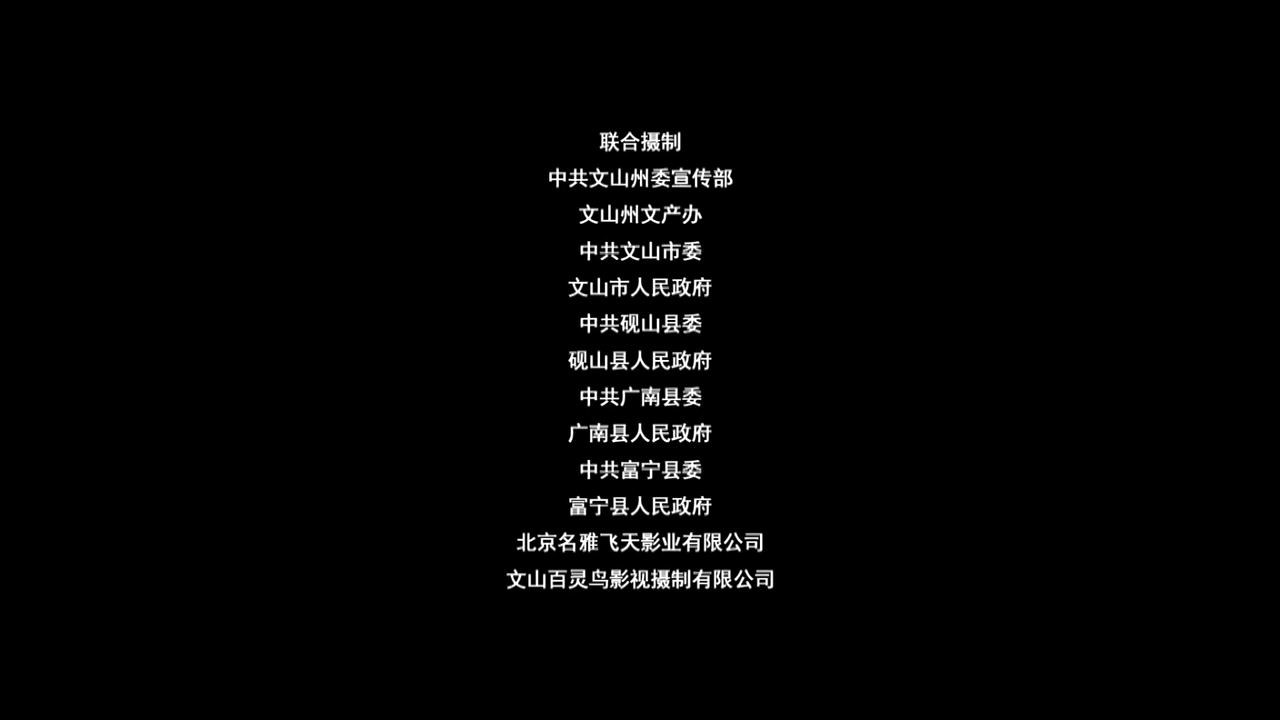 联合摄制
中共文山州委宣传部
文山州文产办
中共文山市委
文山市人民政府
中共砚山县委
砚山县人民政府
中共广南县委
广南县人民政府
中共富宁县委
富宁县人民政府
北京名雅飞天影业有限公司
文山百灵鸟影视摄制有限公司